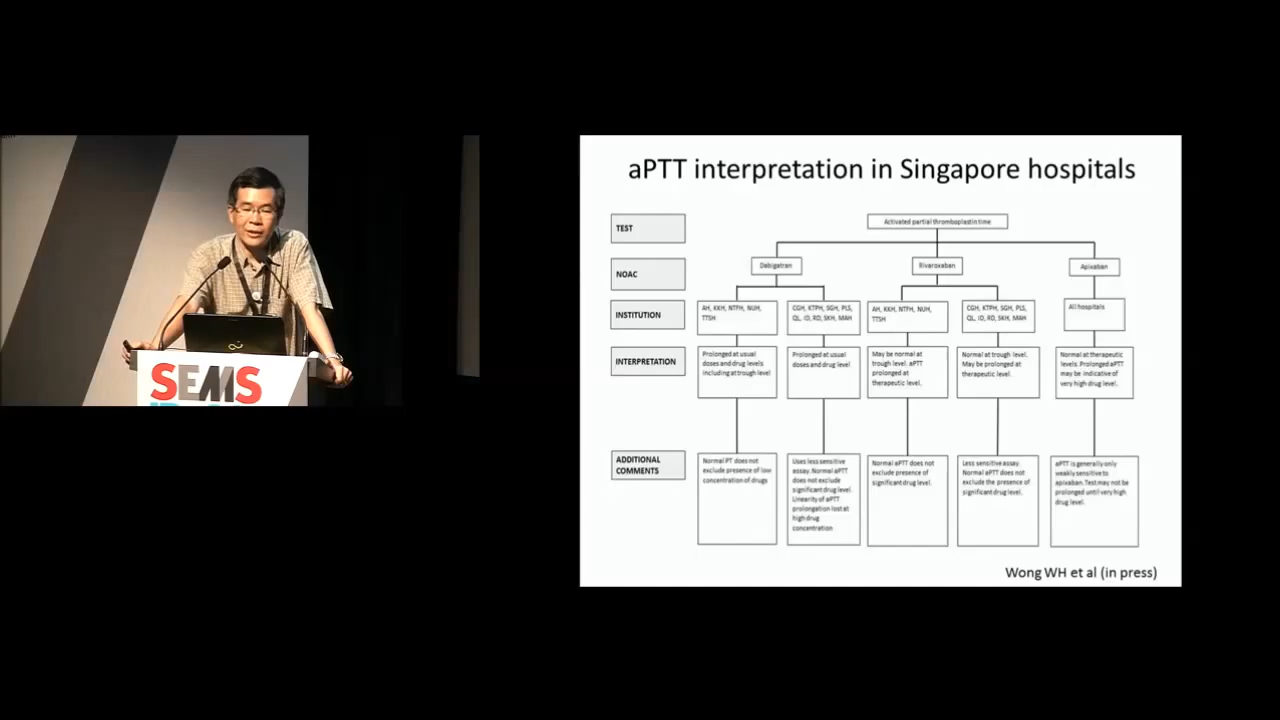 SEMS
aPTT interpretation in Singapore hospitals
TEST
Activated partial thromboplastin time
NOAC
Dabigatran
Rivaroxaban
Apixaban
INSTITUTION
AH, KKH, NTFH, NUH,
TTSH
CGH, KTPH, SGH, PLS,
QL, iD, RD, SKH, MAH
AH, KKH, NTFH, NUH,
TTSH
CGH, KTPH, SGH, PLS,
QL, iD, RD, SKH, MAH
All hospitals
INTERPRETATION
Prolonged at usual
doses and drug levels
including at trough level
Prolonged at usual
doses and drug level
May be normal at
trough level. aPTT
prolonged at
therapeutic level.
Normal at trough level.
May be prolonged at
therapeutic level.
Normal at therapeutic
levels. Prolonged aPTT
may be indicative of
very high drug level.
ADDITIONAL
COMMENTS
Normal PT does not
exclude presence of low
concentration of drugs
Uses less sensitive
assay. Normal aPTT
does not exclude
significant drug level.
Linearity of aPTT
prolongation lost at
high drug
concentration
Normal aPTT does not
exclude presence of
significant drug level.
Less sensitive assay.
Normal aPTT does not
exclude the presence of
significant drug level.
aPTT is generally only
weakly sensitive to
apixaban. Test may not be
prolonged until very high
drug level.
Wong WH et al (in press)